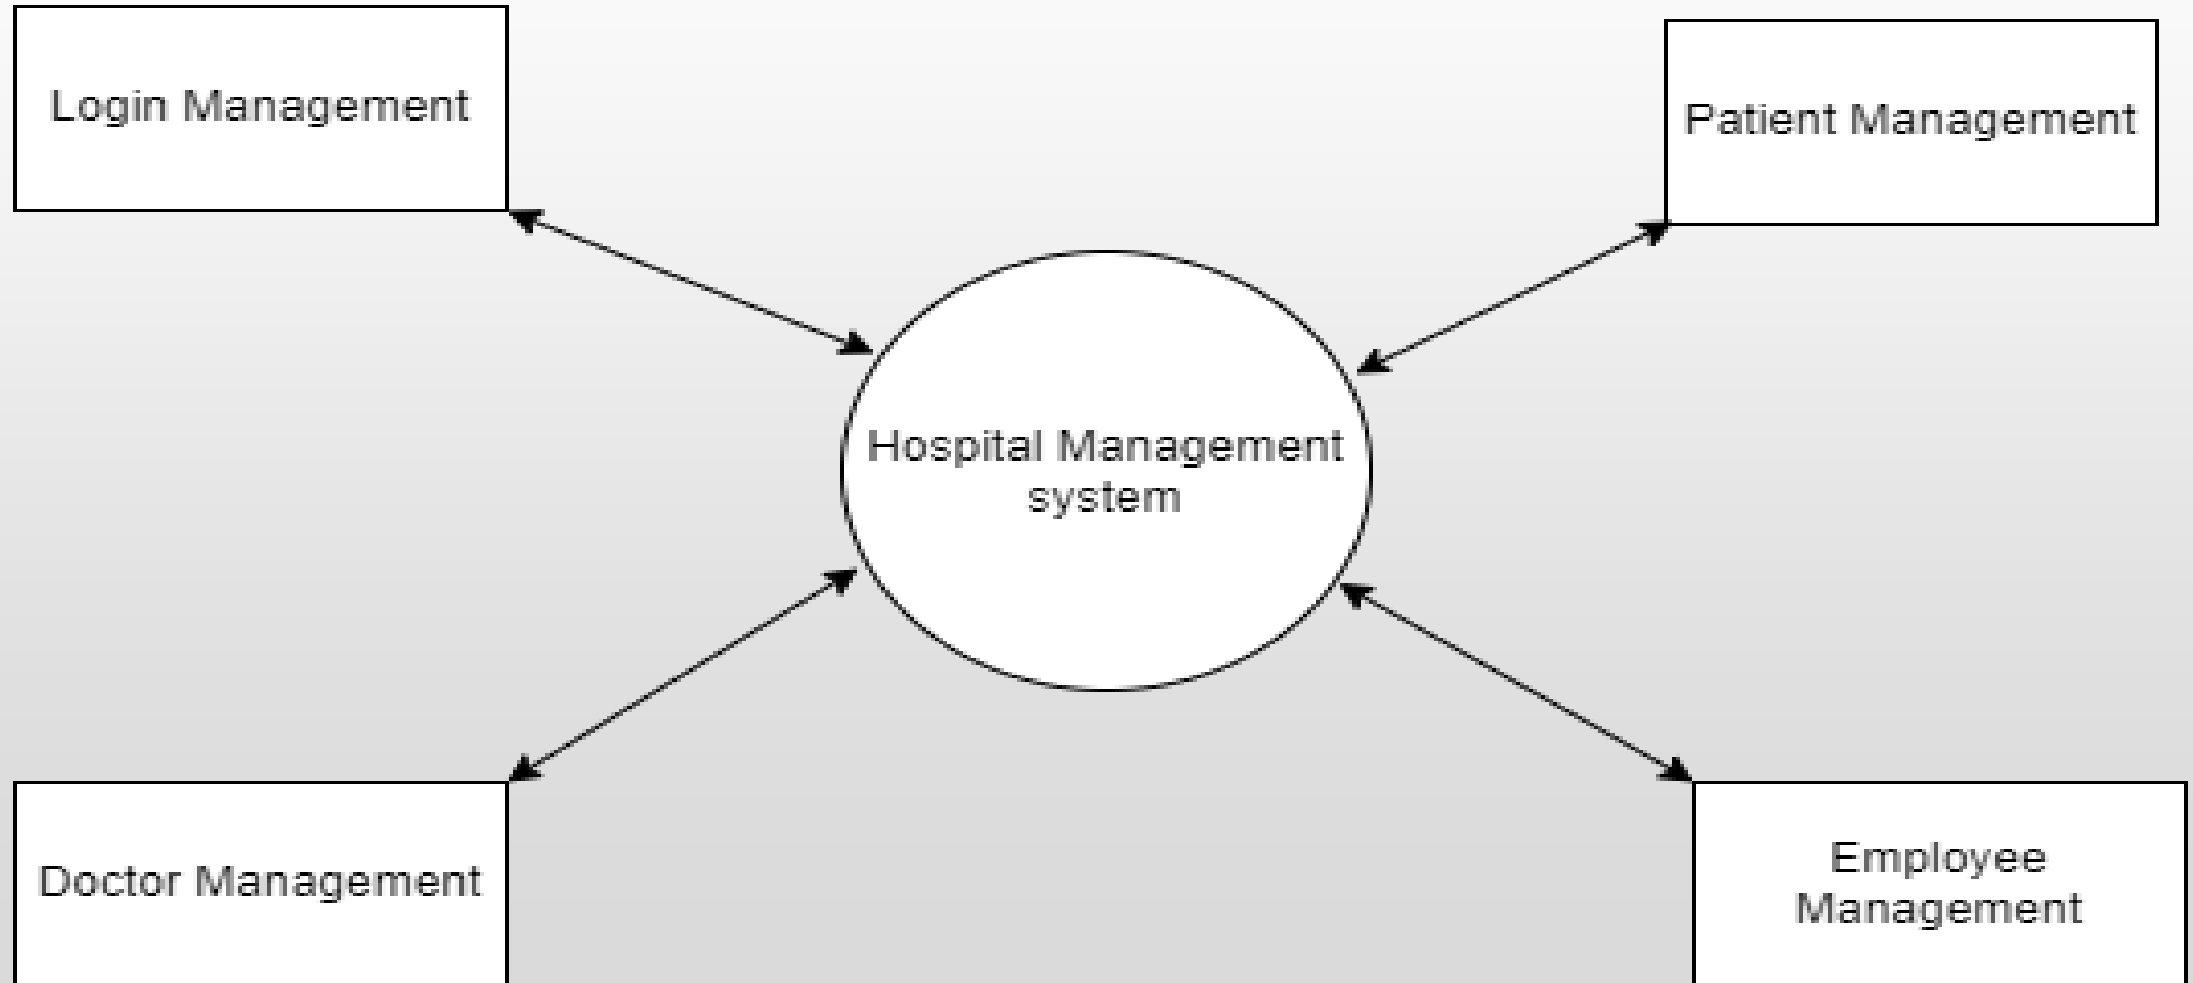 Login Management
Patient Management
Hospital Management
system
Doctor Management
Employee
Management